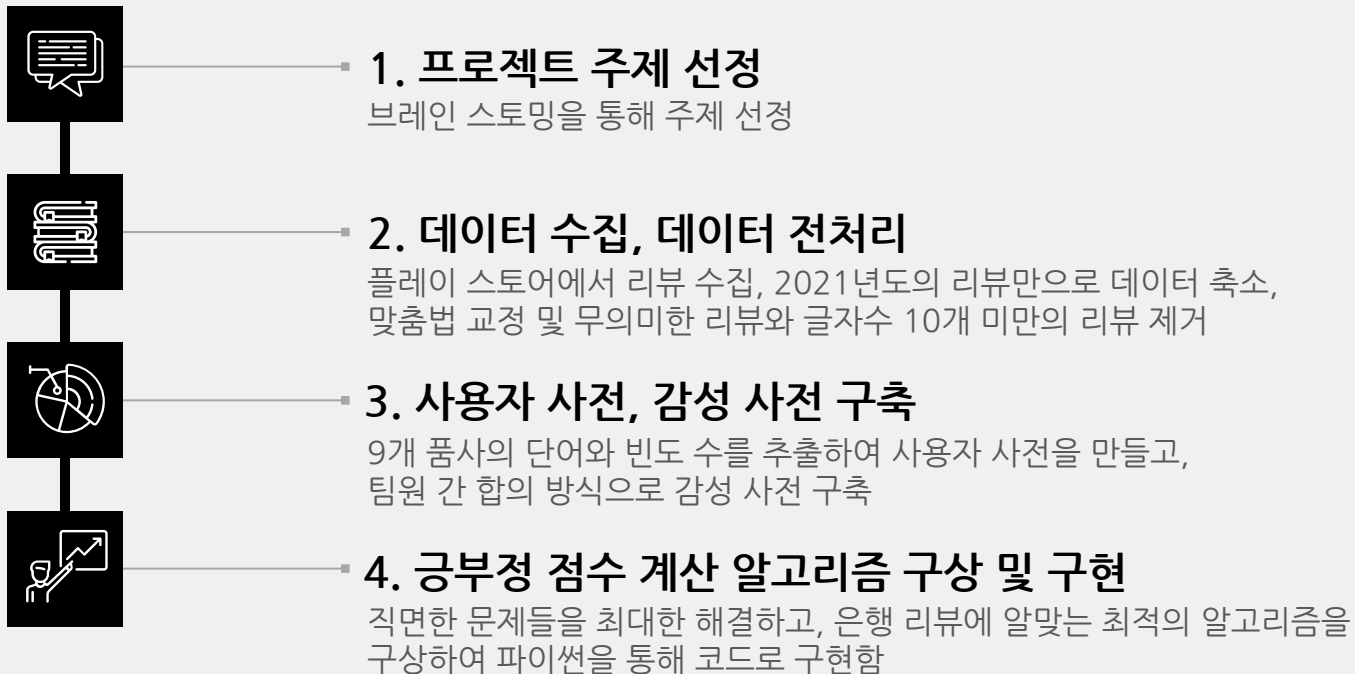 1. 프로젝트 주제 선정
브레인 스토밍을 통해 주제 선정
2. 데이터 수집, 데이터 전처리
플레이 스토어에서 리뷰 수집, 2021년도의 리뷰만으로 데이터 축소,
맞춤법 교정 및 무의미한 리뷰와 글자수 10개 미만의 리뷰 제거
3. 사용자 사전, 감성 사전 구축
9개 품사의 단어와 빈도 수를 추출하여 사용자 사전을 만들고,
팀원 간 합의 방식으로 감성 사전 구축
4. 긍부정 점수 계산 알고리즘 구상 및 구현
직면한 문제들을 최대한 해결하고, 은행 리뷰에 알맞는 최적의 알고리즘을
구상하여 파이썬을 통해 코드로 구현함